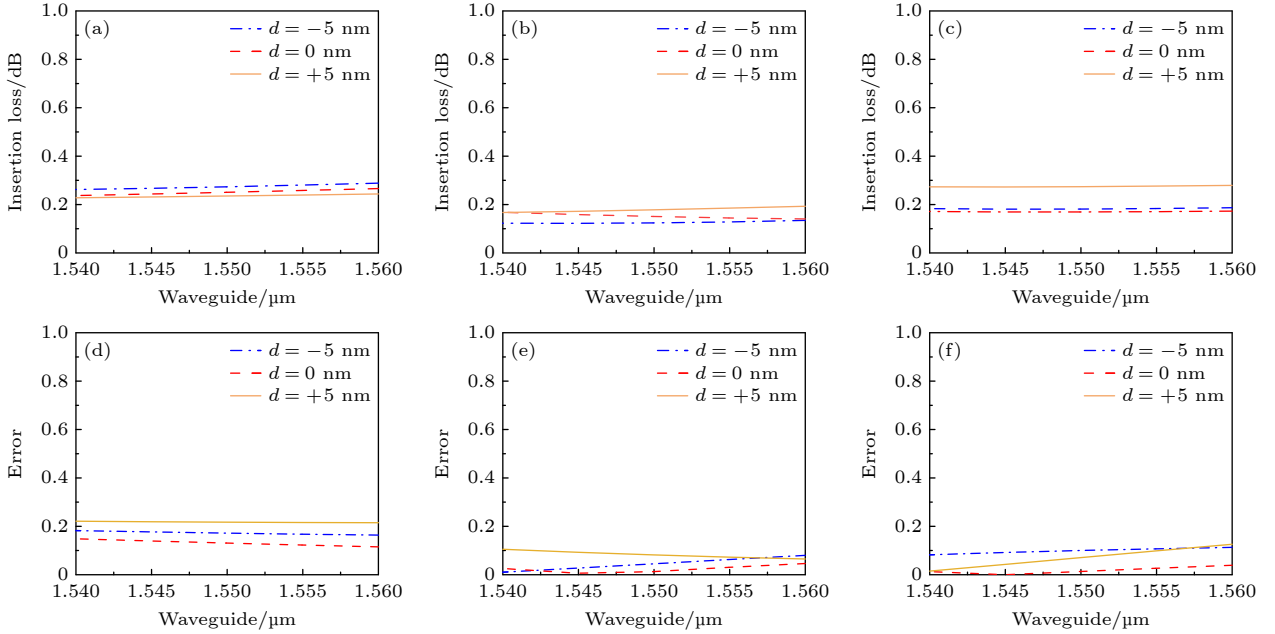 (a)
d = −5 nm
d = 0 nm
d = +5 nm
Insertion loss/dB
1.0
0.8
0.6
0.4
0.2
0
1.540 1.545 1.550 1.555 1.560
Waveguide/µm
(b)
d = −5 nm
d = 0 nm
d = +5 nm
Insertion loss/dB
1.0
0.8
0.6
0.4
0.2
0
1.540 1.545 1.550 1.555 1.560
Waveguide/µm
(c)
d = −5 nm
d = 0 nm
d = +5 nm
Insertion loss/dB
1.0
0.8
0.6
0.4
0.2
0
1.540 1.545 1.550 1.555 1.560
Waveguide/µm
(d)
d = −5 nm
d = 0 nm
d = +5 nm
Error
1.0
0.8
0.6
0.4
0.2
0
1.540 1.545 1.550 1.555 1.560
Waveguide/µm
(e)
d = −5 nm
d = 0 nm
d = +5 nm
Error
1.0
0.8
0.6
0.4
0.2
0
1.540 1.545 1.550 1.555 1.560
Waveguide/µm
(f)
d = −5 nm
d = 0 nm
d = +5 nm
Error
1.0
0.8
0.6
0.4
0.2
0
1.540 1.545 1.550 1.555 1.560
Waveguide/µm